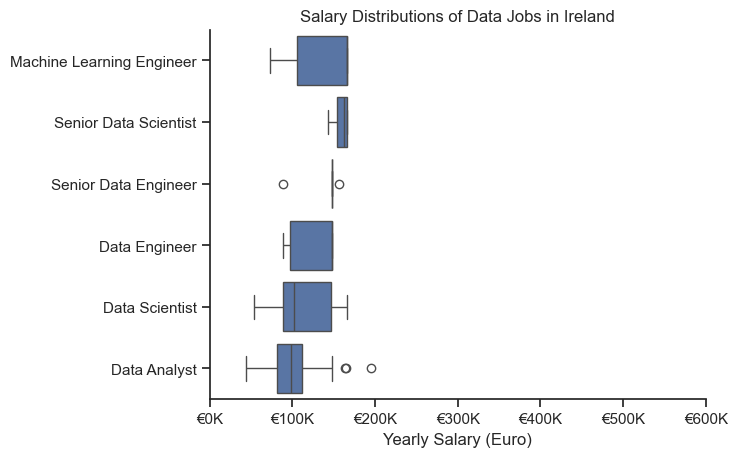 Salary Distributions of Data Jobs in Ireland
Machine Learning Engineer
Senior Data Scientist
Senior Data Engineer
Data Engineer
Data Scientist
Data Analyst
€0K €100K €200K €300K €400K €500K €600K
Yearly Salary (Euro)